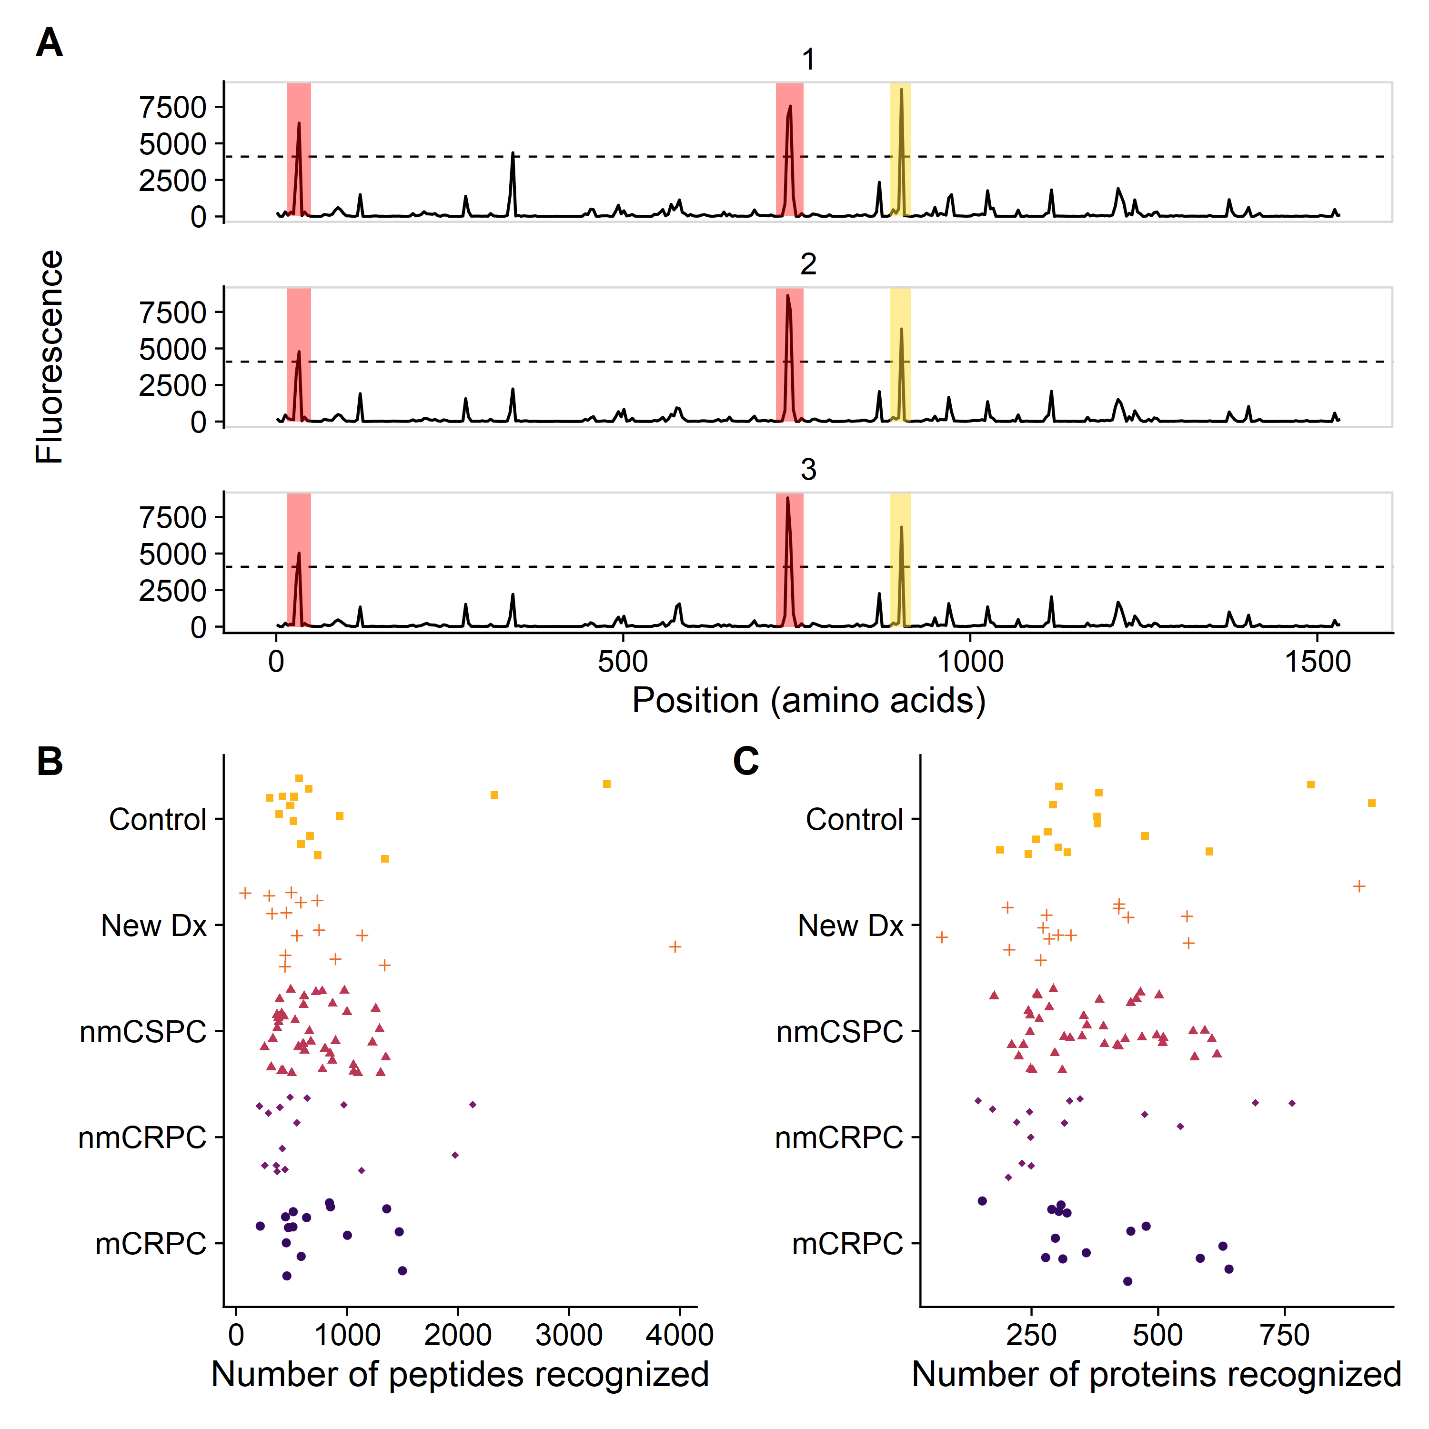 A
1
7500
5000
2500
0
2
7500
5000
2500
0
3
7500
5000
2500
0
Fluorescence
0 500 1000 1500
Position (amino acids)
B
Control
New Dx
nmCSPC
nmCRPC
mCRPC
0 1000 2000 3000 4000
Number of peptides recognized
C
Control
New Dx
nmCSPC
nmCRPC
mCRPC
250 500 750
Number of proteins recognized